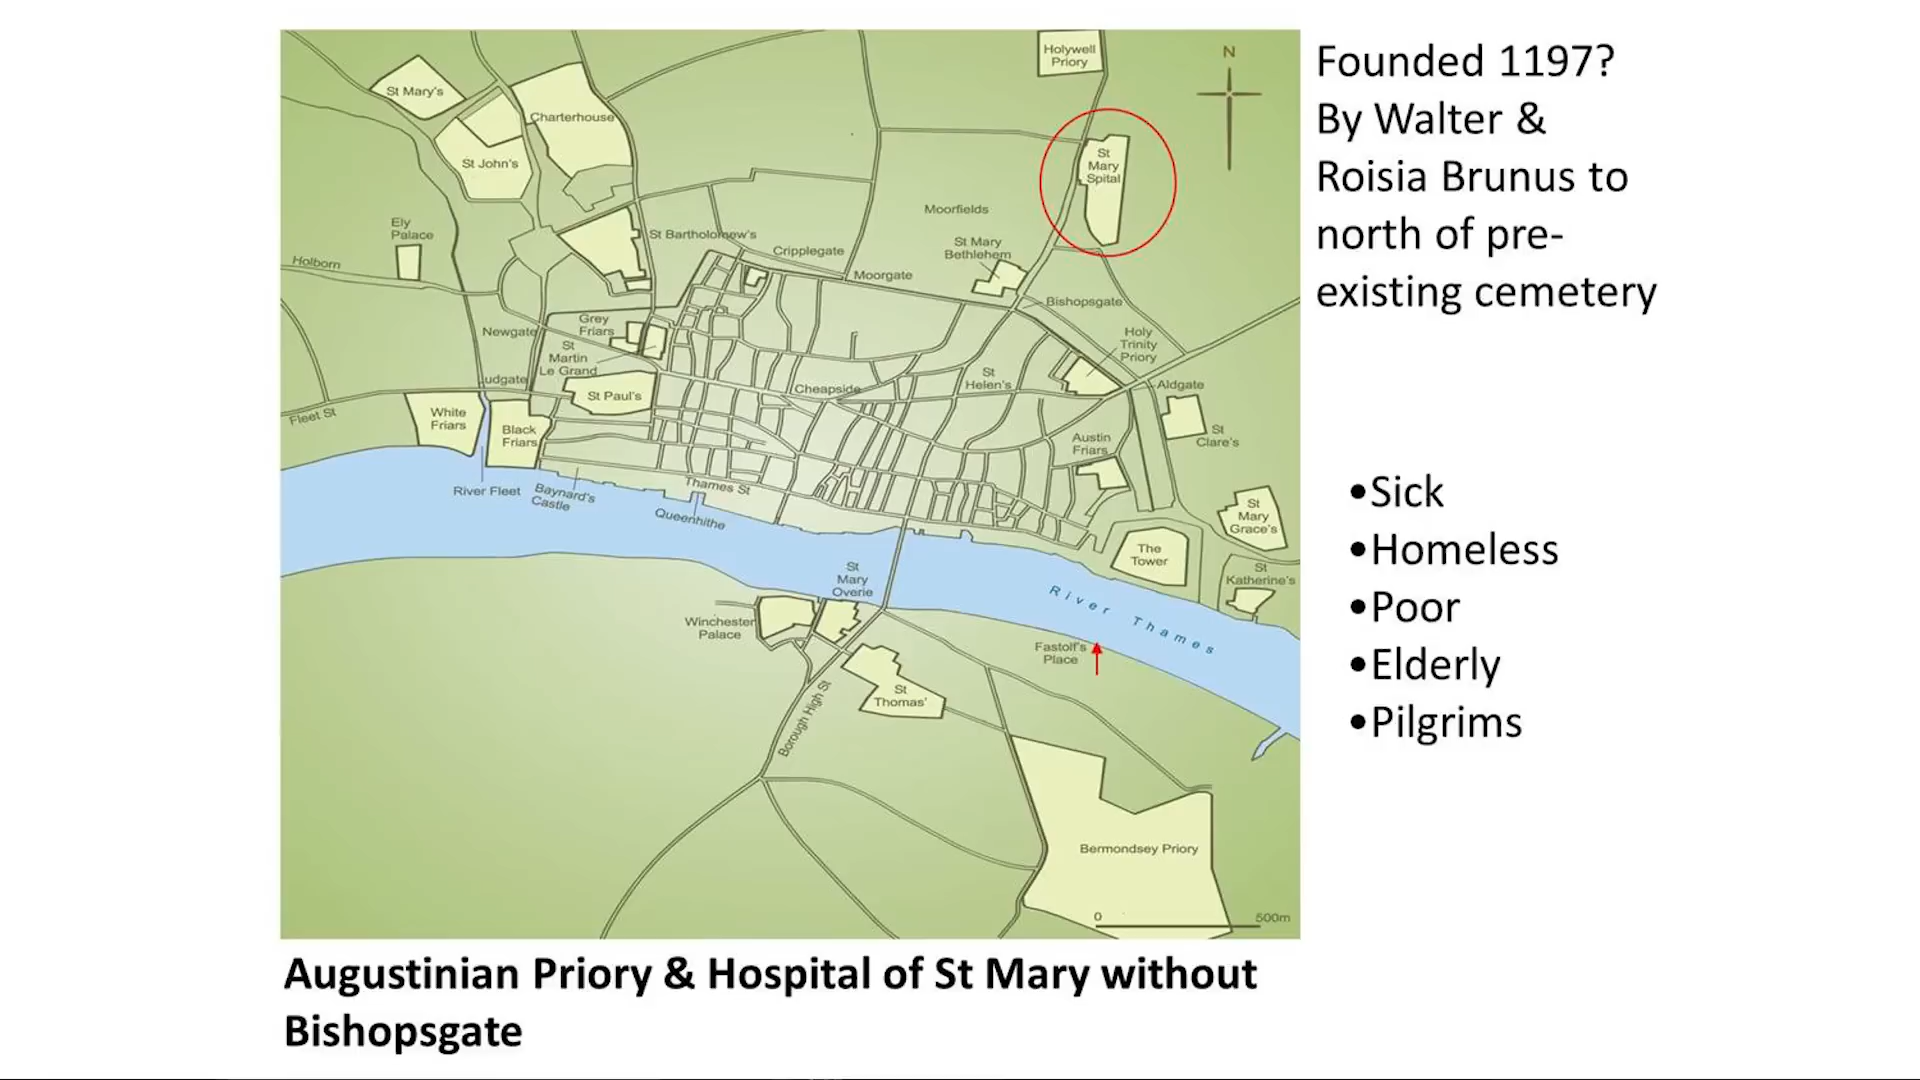 Holywell
Priory
N
St Mary's
Charterhouse
St John's
St
Mary
Spital
Moorfields
Ely
Palace
St Bartholomew's
Cripplegate
St Mary
Bethlehem
Holborn
Moorgate
Bishopsgate
Newgate
Grey
Friars
St
Martin
Le Grand
Holy
Trinity
Priory
Ludgate
St Paul's
Cheapside
St
Helen's
Aldgate
Fleet St
White
Friars
Black
Friars
Austin
Friars
St
Clare's
River Fleet
Baynard's
Castle
Thames St
Queenhithe
St
Mary
Grace's
The
Tower
St
Katherine's
St
Mary
Overie
River Thames
Winchester
Palace
Fastolf's
Place
St
Thomas'
Borough High St
Bermondsey Priory
0 500m
Founded 1197?
By Walter &
Roisia Brunus to
north of pre-
existing cemetery
•Sick
•Homeless
•Poor
•Elderly
•Pilgrims
Augustinian Priory & Hospital of St Mary without
Bishopsgate